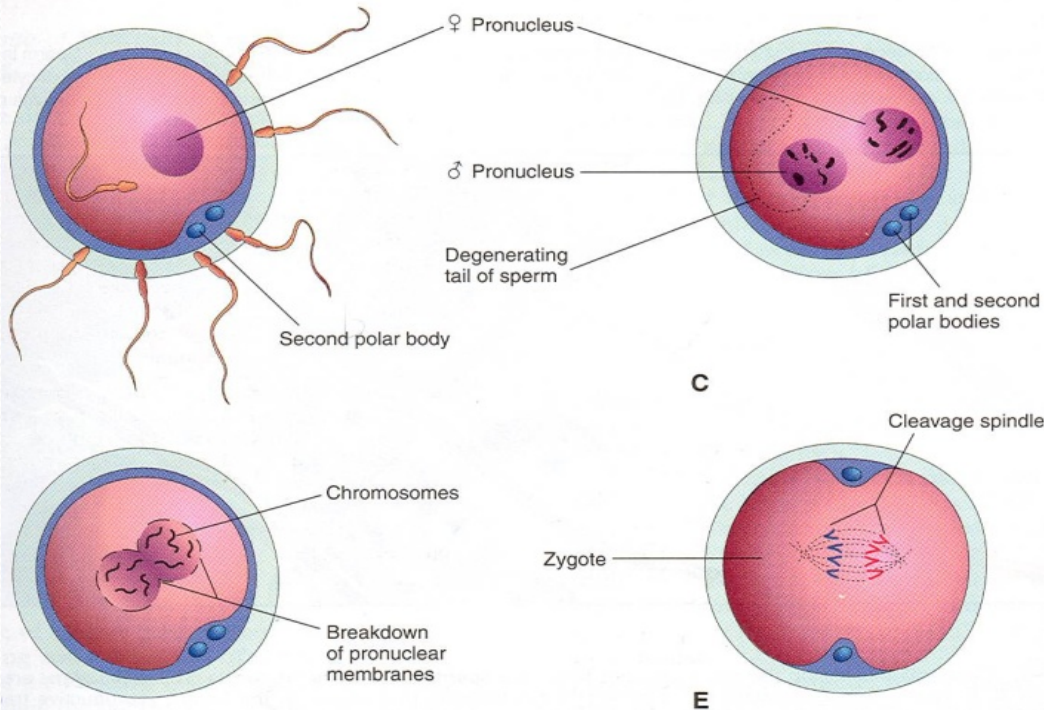 ♀ Pronucleus
♂ Pronucleus
Degenerating
tail of sperm
Second polar body
First and second
polar bodies
C
Chromosomes
Breakdown
of pronuclear
membranes
Cleavage spindle
Zygote
E